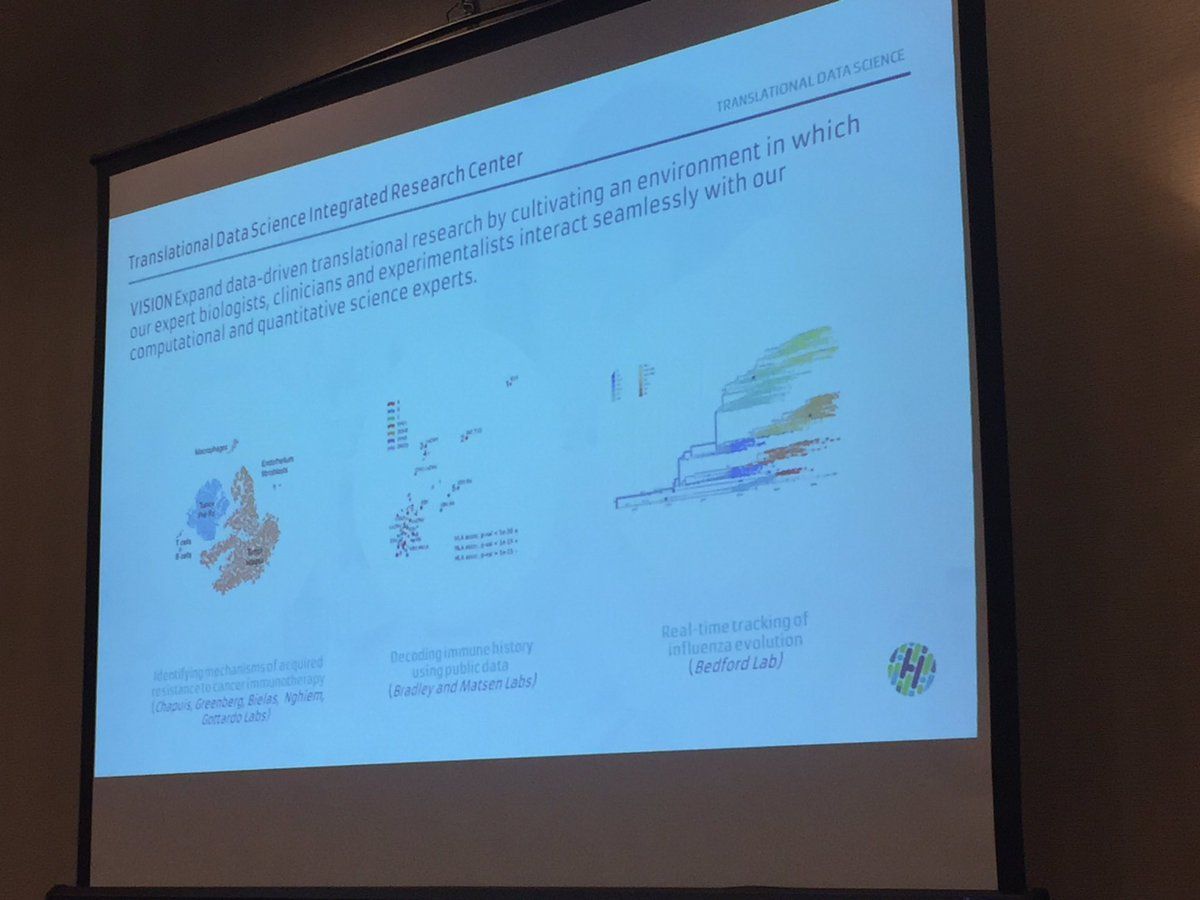 TRANSLATIONAL DATA SCIENCE
Translational Data Science Integrated Research Center
VISION Expand data-driven translational research by cultivating an environment in which
our expert biologists, clinicians and experimentalists interact seamlessly with our
computational and quantitative science experts.
Macrophages
Endothelium
fibroblasts
Tumor
T cells
B cells
Tumor
Identifying mechanisms of acquired
resistance to cancer immunotherapy
(Chapuis, Greenberg, Bielas, Nghiem,
Gottardo Labs)
Decoding immune history
using public data
(Bradley and Matsen Labs)
Real-time tracking of
influenza evolution
(Bedford Lab)
H